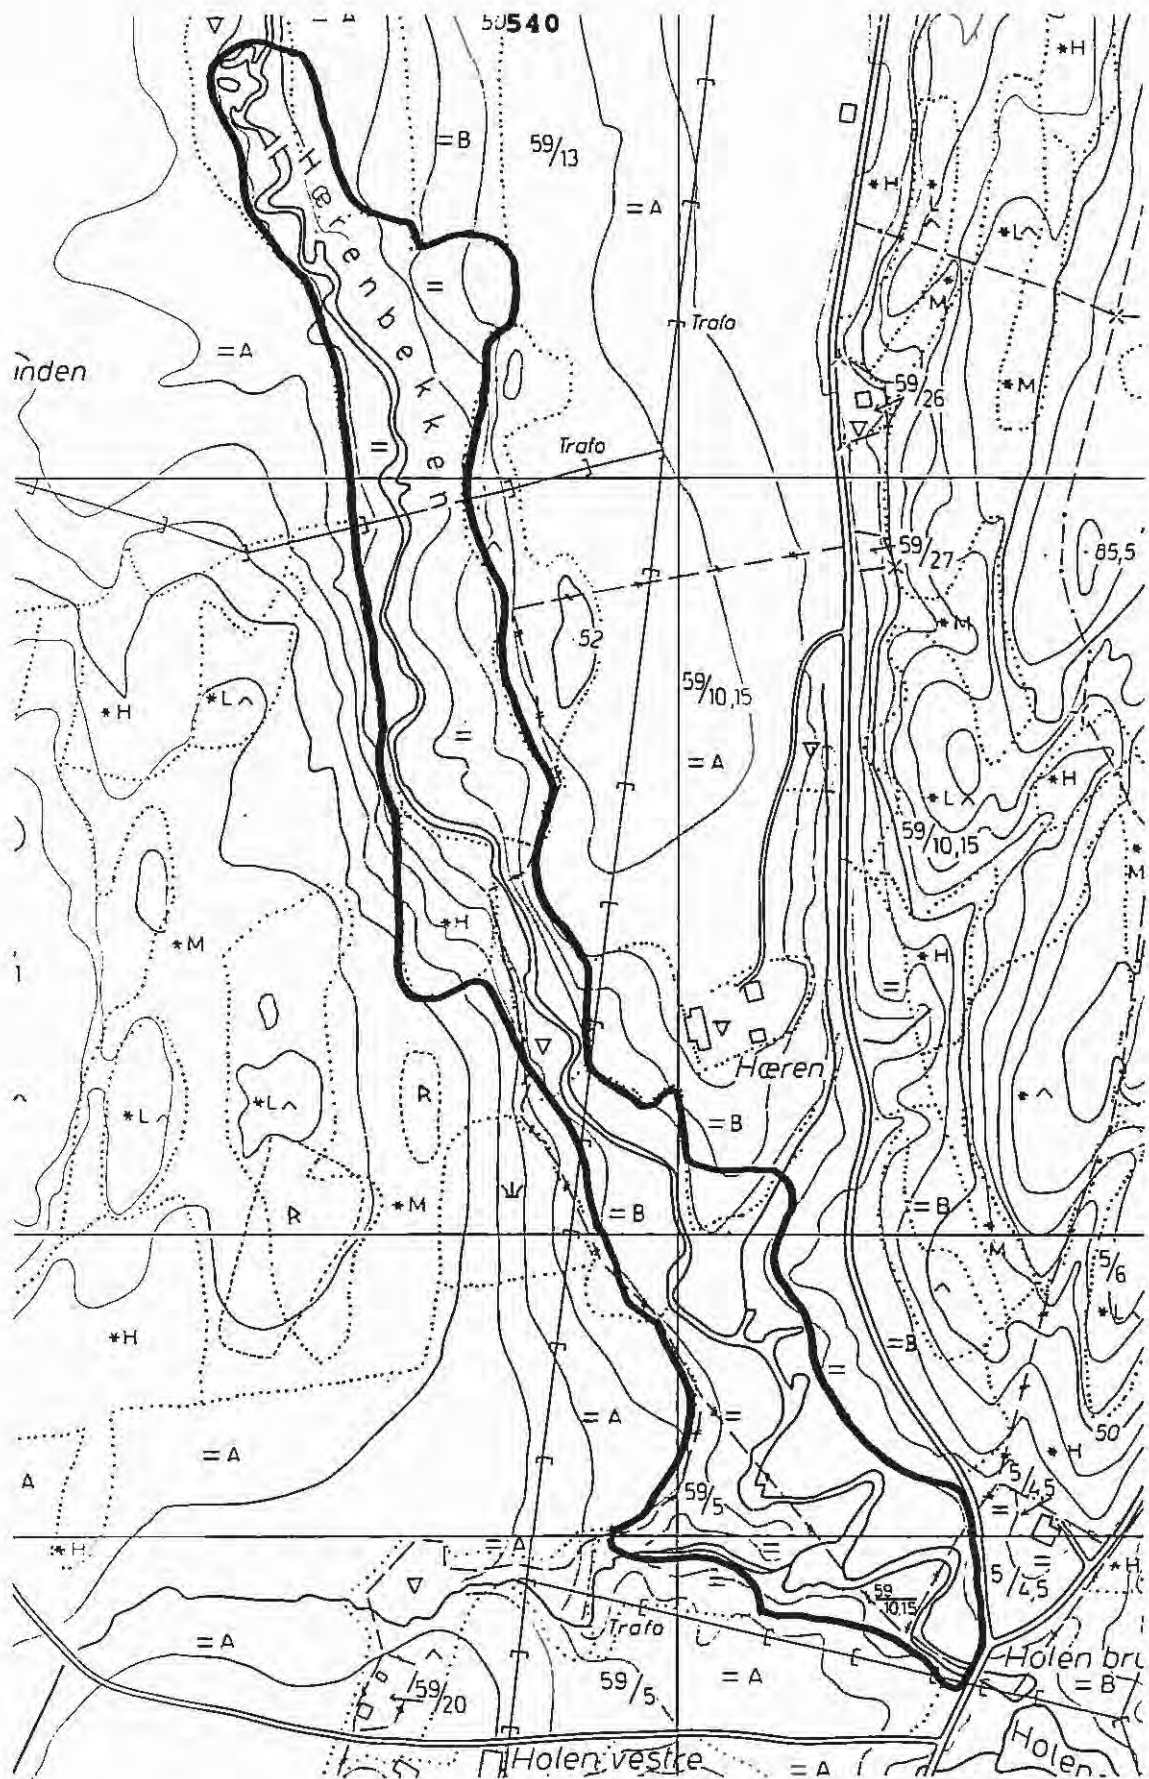 540
*H
= B
59/13
= A
*H
*L^
*L^
Hærenbekken
=
M
Trafo
= A
inden
*M
59/26
Trafo
=
59/27
85,5
*M
52
*H
*L^
59/10,15
=
= A
*H
*L^
59/10,15
*
M
*H
*M
*H
=
Hæren
R
*L^
*L^
*^
= B
= B
= B
*M
R
*M
5/6
*L
*H
= B
=
= A
=
50
*H
= A
A
59/5
5/4,5
=
*H
= A
=
=
5/4,5
*H
59/10,15
= A
Trafo
Holen bru
59/20
59/5
= A
= B
Holen vestre
Holen
= A